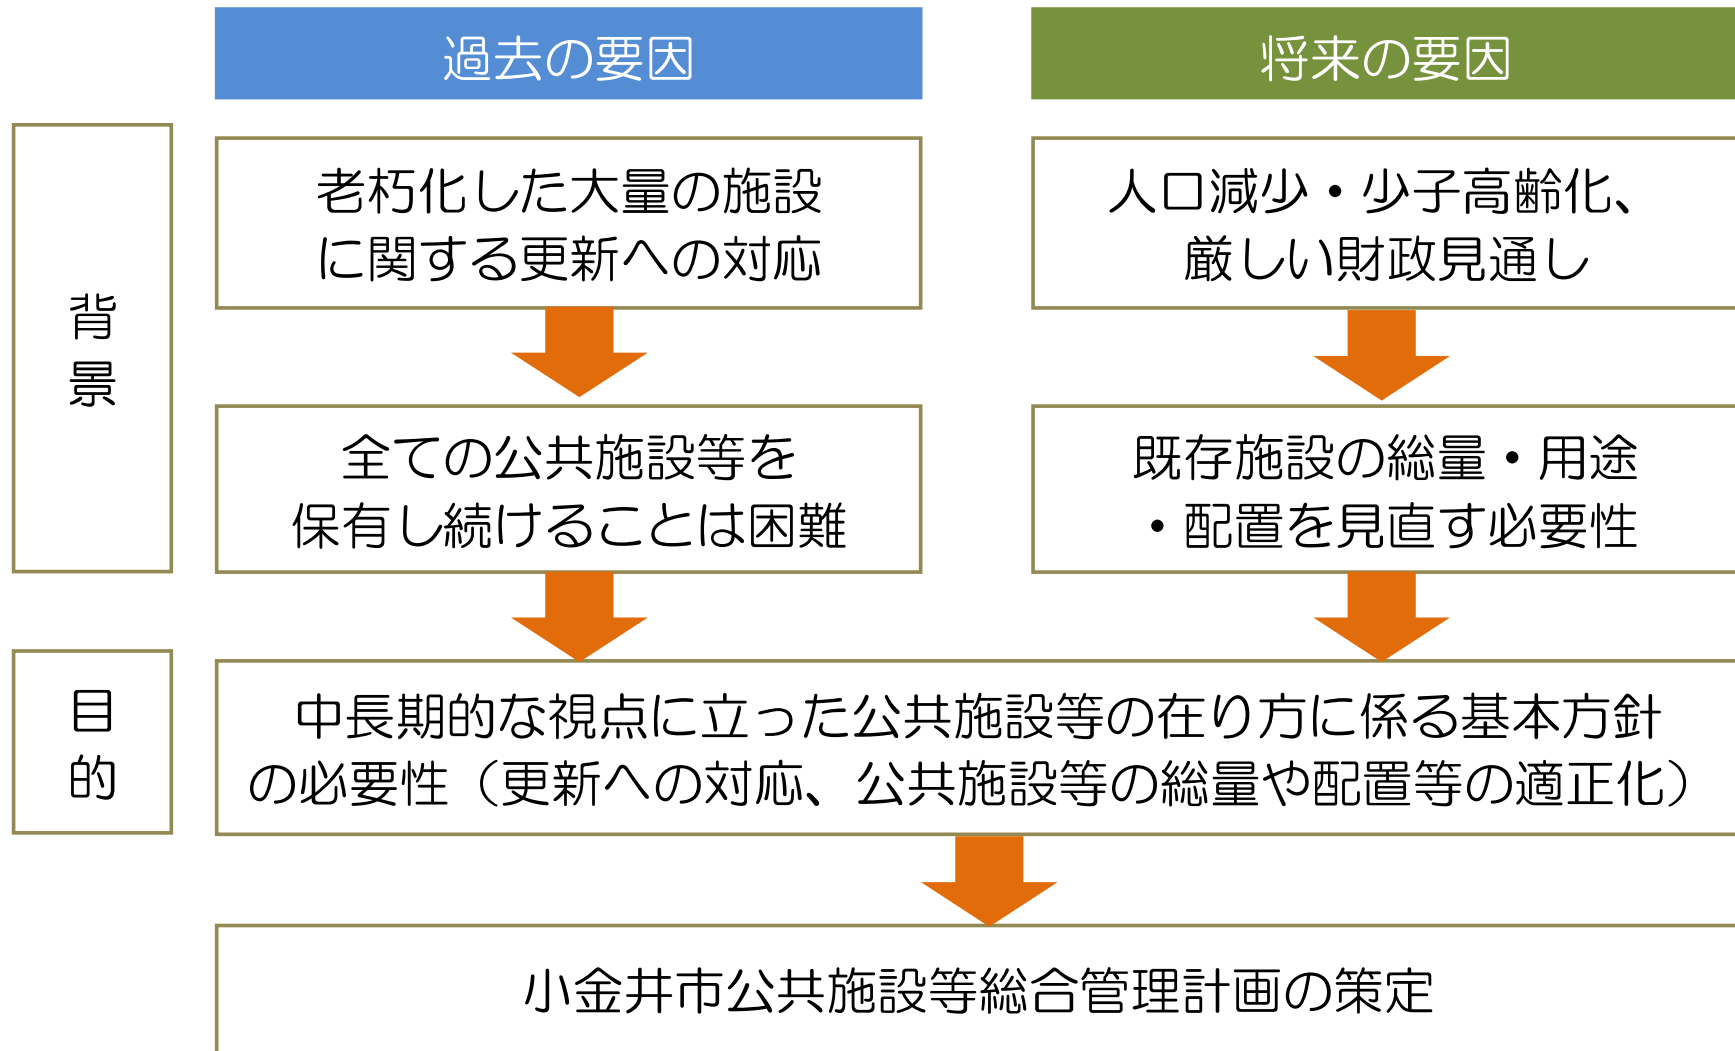 過去の要因
将来の要因
背景
老朽化した大量の施設
に関する更新への対応
人口減少・少子高齢化、
厳しい財政見通し
全ての公共施設等を
保有し続けることは困難
既存施設の総量・用途
・配置を見直す必要性
目的
中長期的な視点に立った公共施設等の在り方に係る基本方針
の必要性（更新への対応、公共施設等の総量や配置等の適正化）
小金井市公共施設等総合管理計画の策定